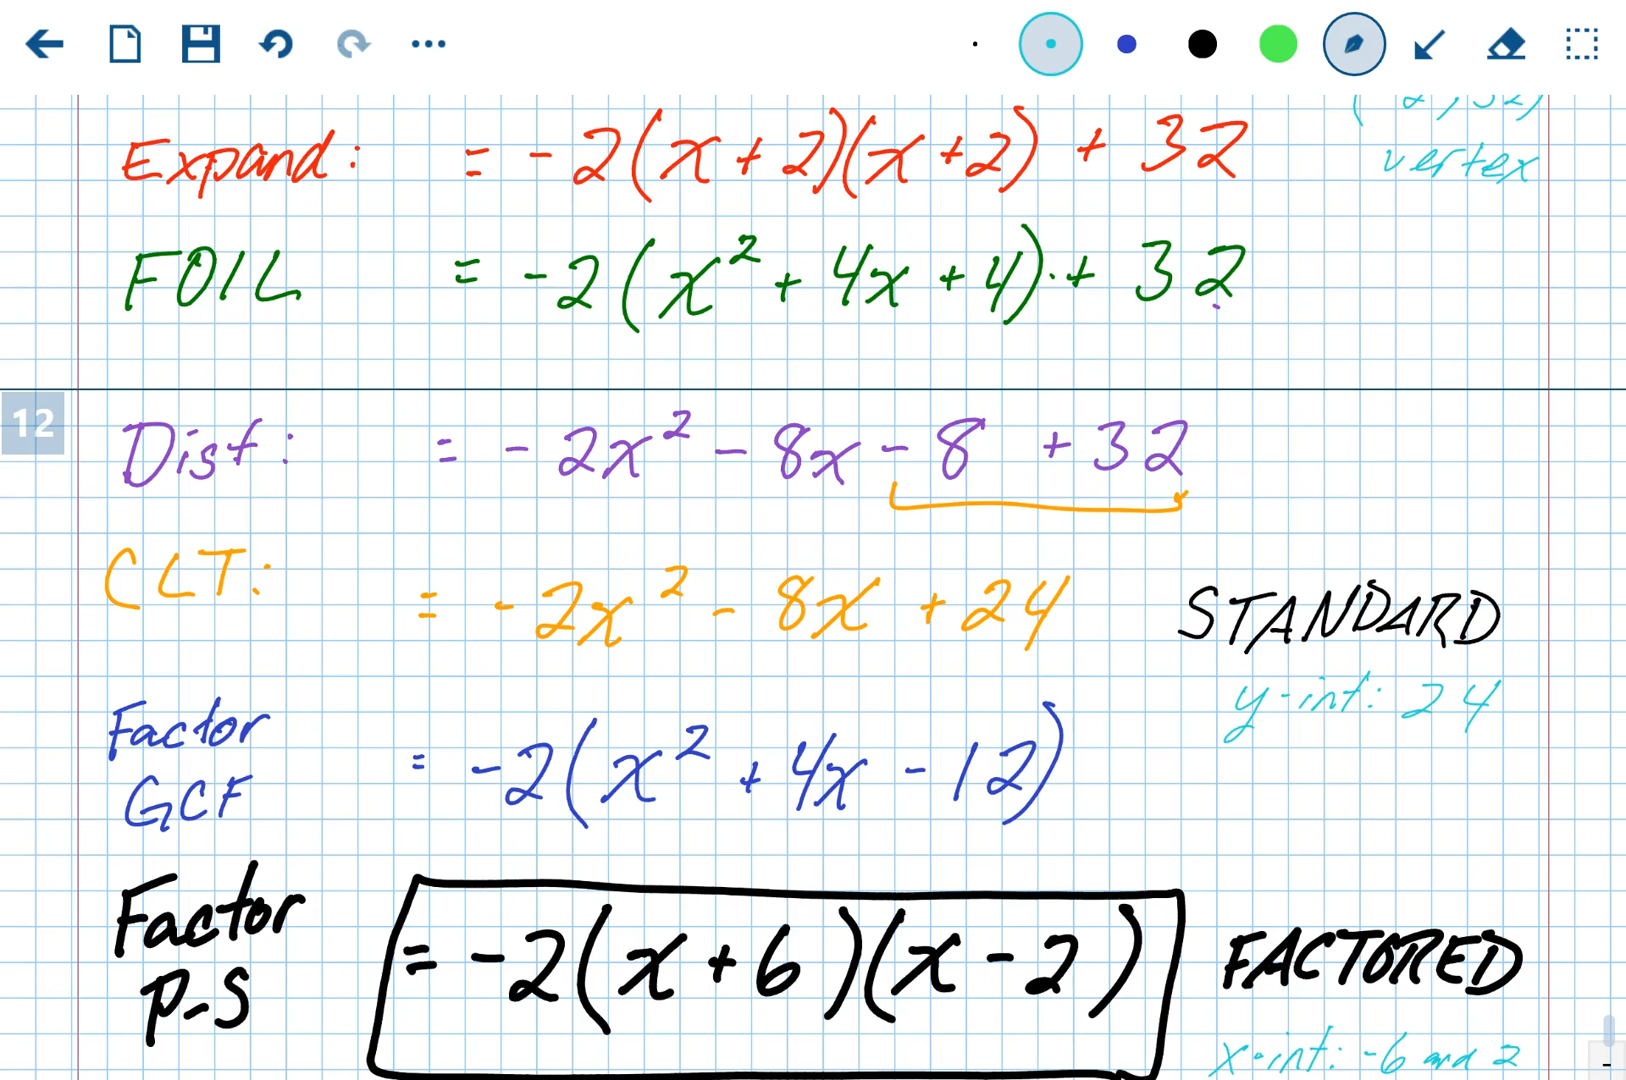 Expand: = -2(x+2)(x+2) + 32
vertex
FOIL = -2(x² + 4x + 4) + 32
12
Dist: = -2x² - 8x - 8 + 32
CLT: = -2x² - 8x + 24 STANDARD
y-int: 24
Factor
GCF = -2(x² + 4x - 12)
Factor
P-S = -2(x+6)(x-2) FACTORED
x-int: -6 and 2